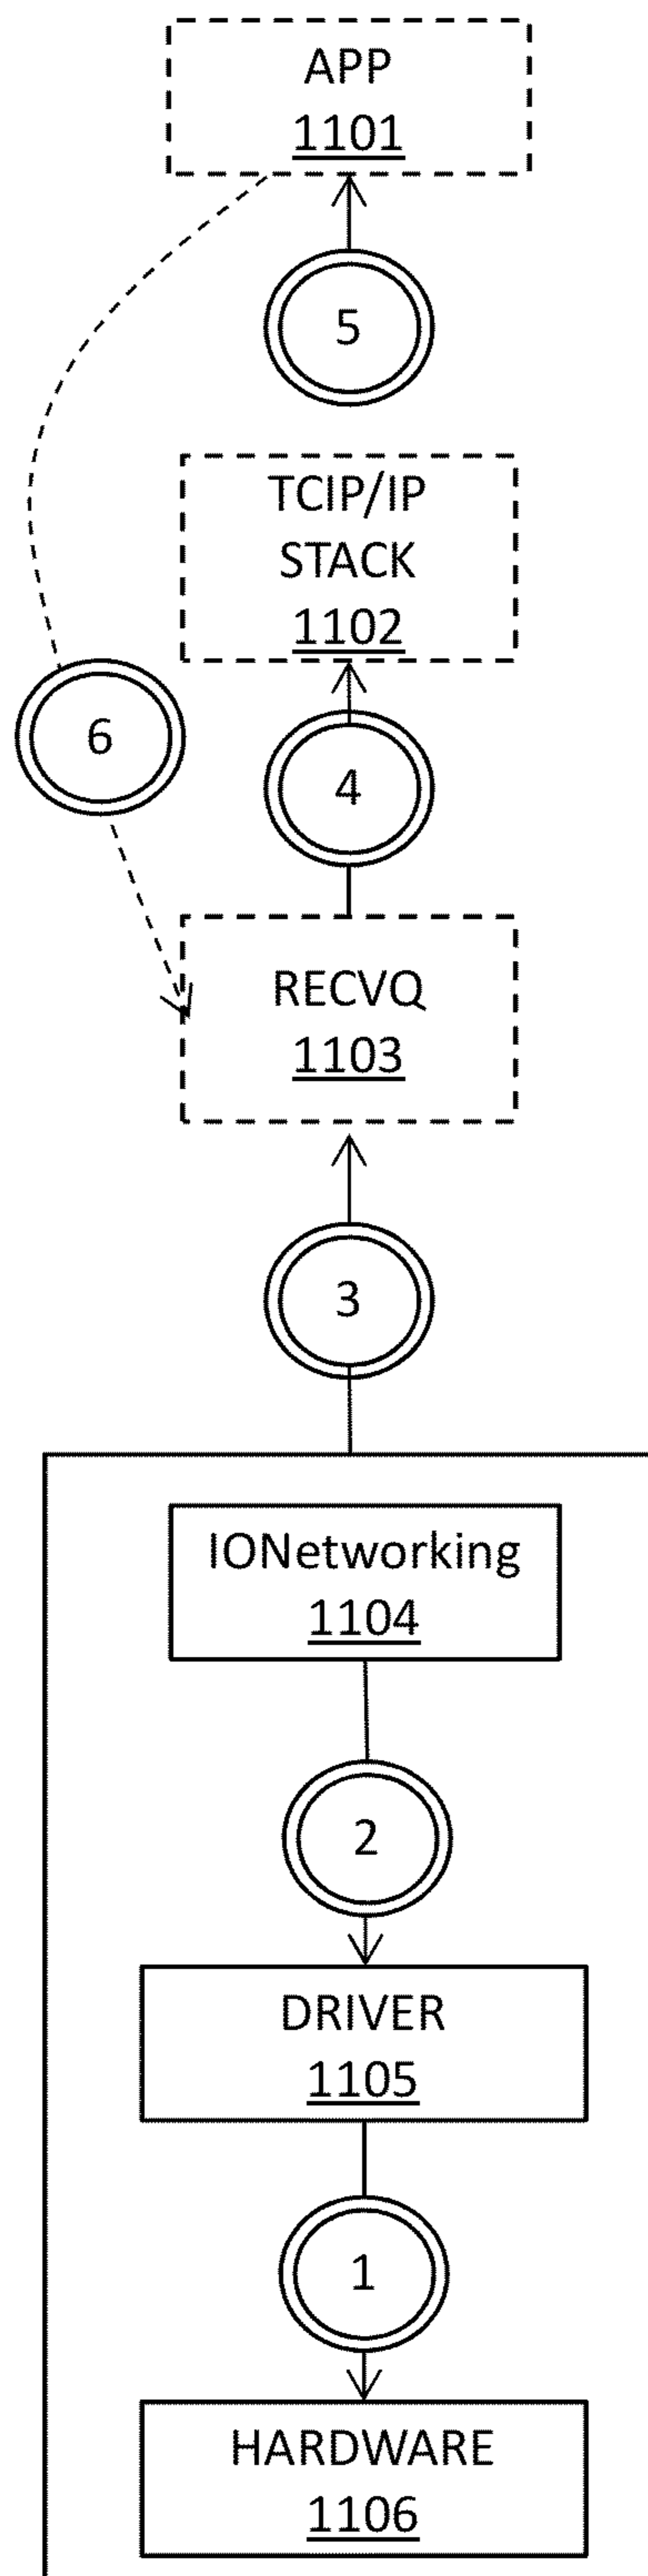 APP
1101
5
TCIP/IP
STACK
1102
6
4
RECVQ
1103
3
IONetworking
1104
2
DRIVER
1105
1
HARDWARE
1106